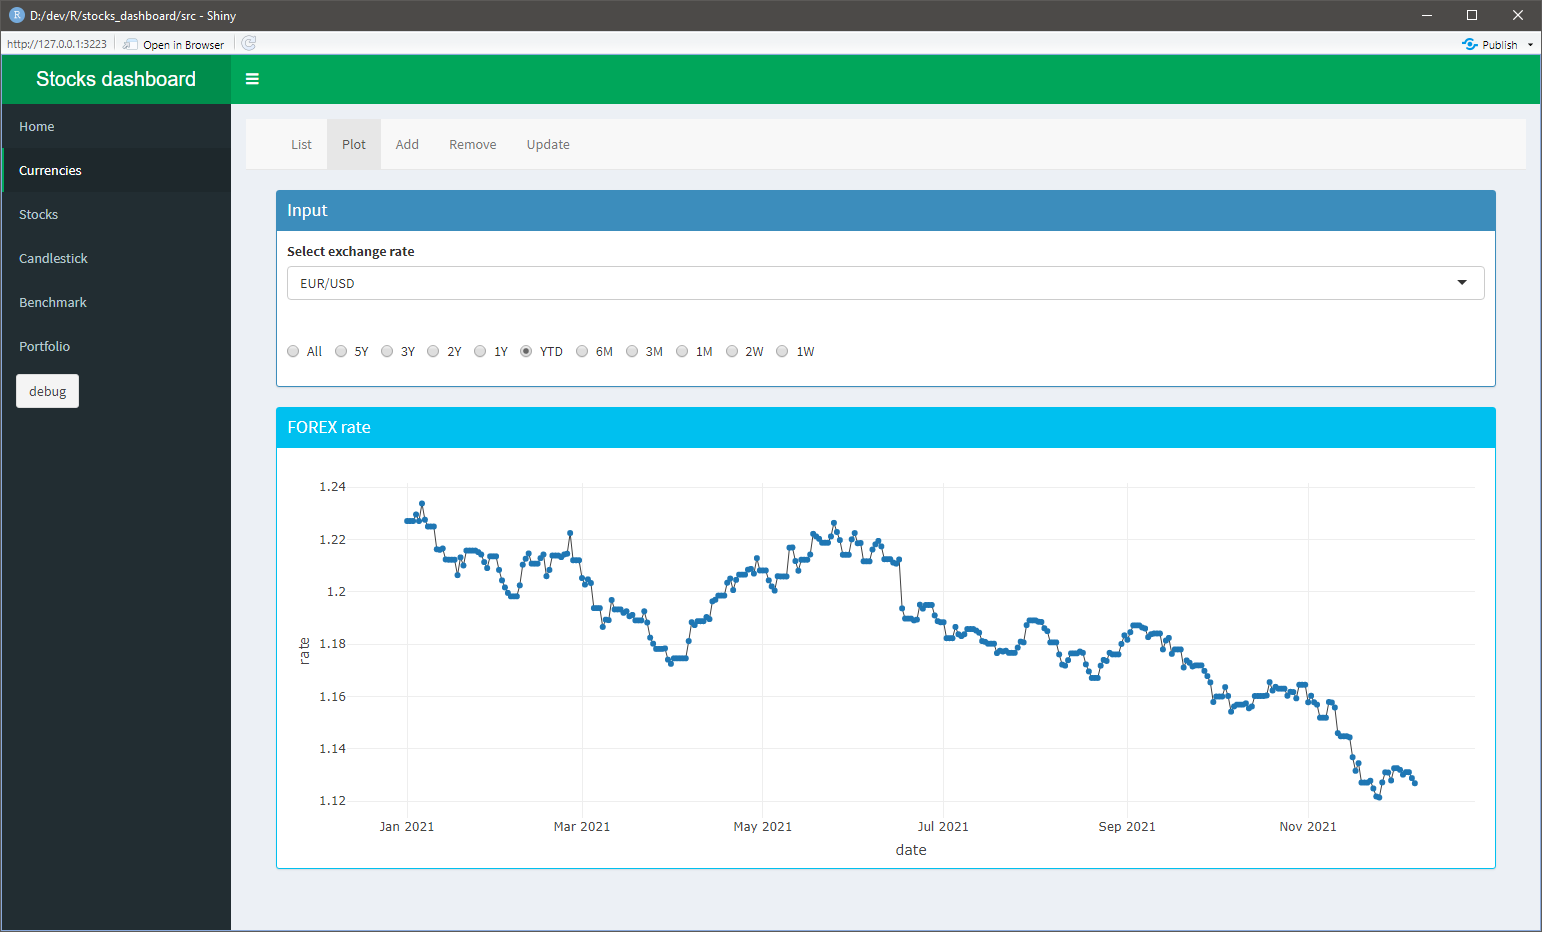 D:/dev/R/stocks_dashboard/src - Shiny
http://127.0.0.1:3223 Open in Browser Publish
Stocks dashboard
Home
Currencies
Stocks
Candlestick
Benchmark
Portfolio
debug
List Plot Add Remove Update
Input
Select exchange rate
EUR/USD
All 5Y 3Y 2Y 1Y YTD 6M 3M 1M 2W 1W
FOREX rate
1.24
1.22
1.2
1.18
1.16
1.14
1.12
rate
Jan 2021 Mar 2021 May 2021 Jul 2021 Sep 2021 Nov 2021
date